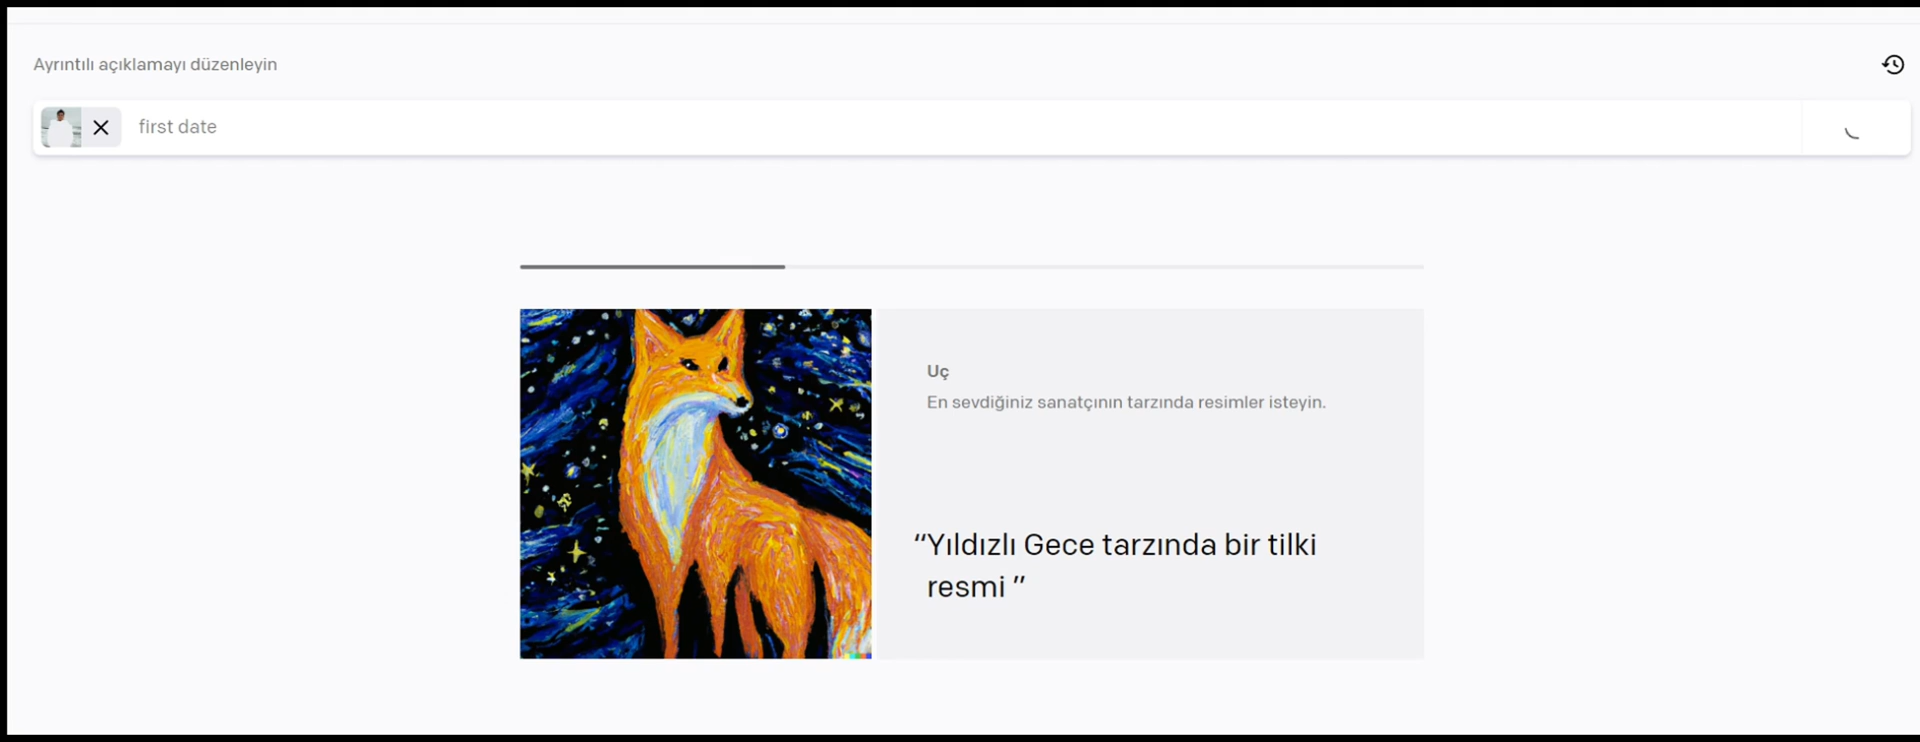 Ayrıntılı açıklamayı düzenleyin
first date
Uç
En sevdiğiniz sanatçının tarzında resimler isteyin.
“Yıldızlı Gece tarzında bir tilki
resmi ”